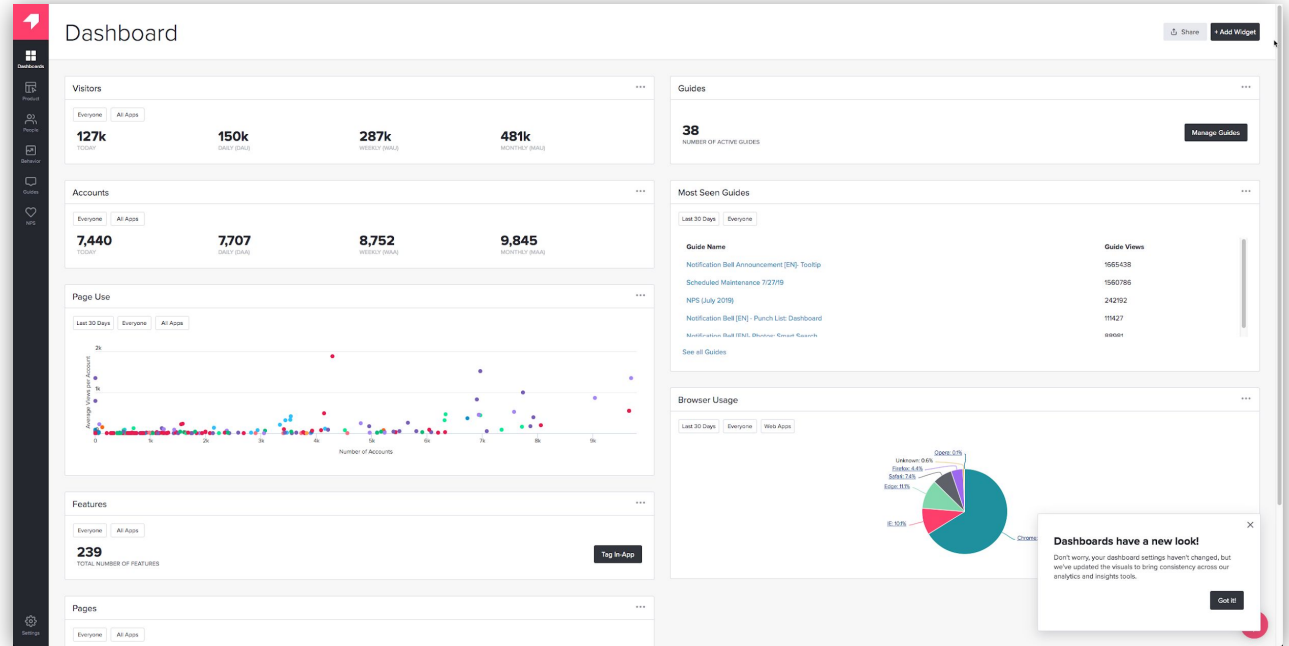 Dashboard
Share
+ Add Widget
Dashboards
Product
People
Behavior
Guides
NPS
Settings
Visitors
Everyone All Apps
127k 150k 287k 481k
TODAY DAILY (DAU) WEEKLY (WAU) MONTHLY (MAU)
Accounts
Everyone All Apps
7,440 7,707 8,752 9,845
TODAY DAILY (DAA) WEEKLY (WAA) MONTHLY (MAA)
Page Use
Last 30 Days Everyone All Apps
Average Views per Account
2k
1k
0
0 1k 2k 3k 4k 5k 6k 7k 8k 9k
Number of Accounts
Features
Everyone All Apps
239
TOTAL NUMBER OF FEATURES
Tag In-App
Pages
Everyone All Apps
Guides
38
NUMBER OF ACTIVE GUIDES
Manage Guides
Most Seen Guides
Last 30 Days Everyone
Guide Name Guide Views
Notification Bell Announcement [EN]- Tooltip 1665438
Scheduled Maintenance 7/27/19 1560786
NPS (July 2019) 242192
Notification Bell [EN] - Punch List: Dashboard 111427
Notification Bell [EN]- Photos: Smart Search 88981
See all Guides
Browser Usage
Last 30 Days Everyone Web Apps
Opera: 0.1%
Unknown: 0.6%
Firefox: 4.4%
Safari: 7.4%
Edge: 11.1%
IE: 10.1%
Chrome:
Dashboards have a new look!
Don't worry, your dashboard settings haven't changed, but
we've updated the visuals to bring consistency across our
analytics and insights tools.
Got it!